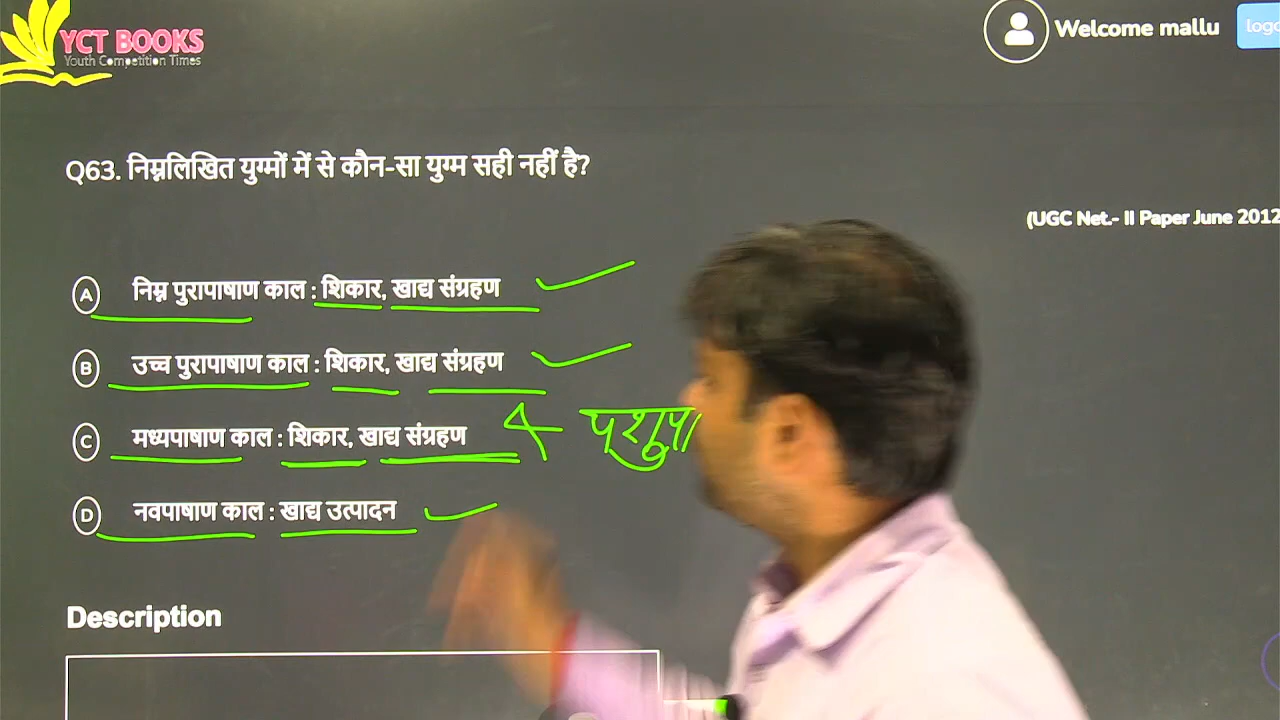 YCT BOOKS
Youth Competition Times
Welcome mallu
Q63. निम्नलिखित युग्मों में से कौन-सा युग्म सही नहीं है?
(UGC Net.- II Paper June 2012
A निम्न पुरापाषाण काल : शिकार, खाद्य संग्रहण
B उच्च पुरापाषाण काल : शिकार, खाद्य संग्रहण
C मध्यपाषाण काल : शिकार, खाद्य संग्रहण
D नवपाषाण काल : खाद्य उत्पादन
Description